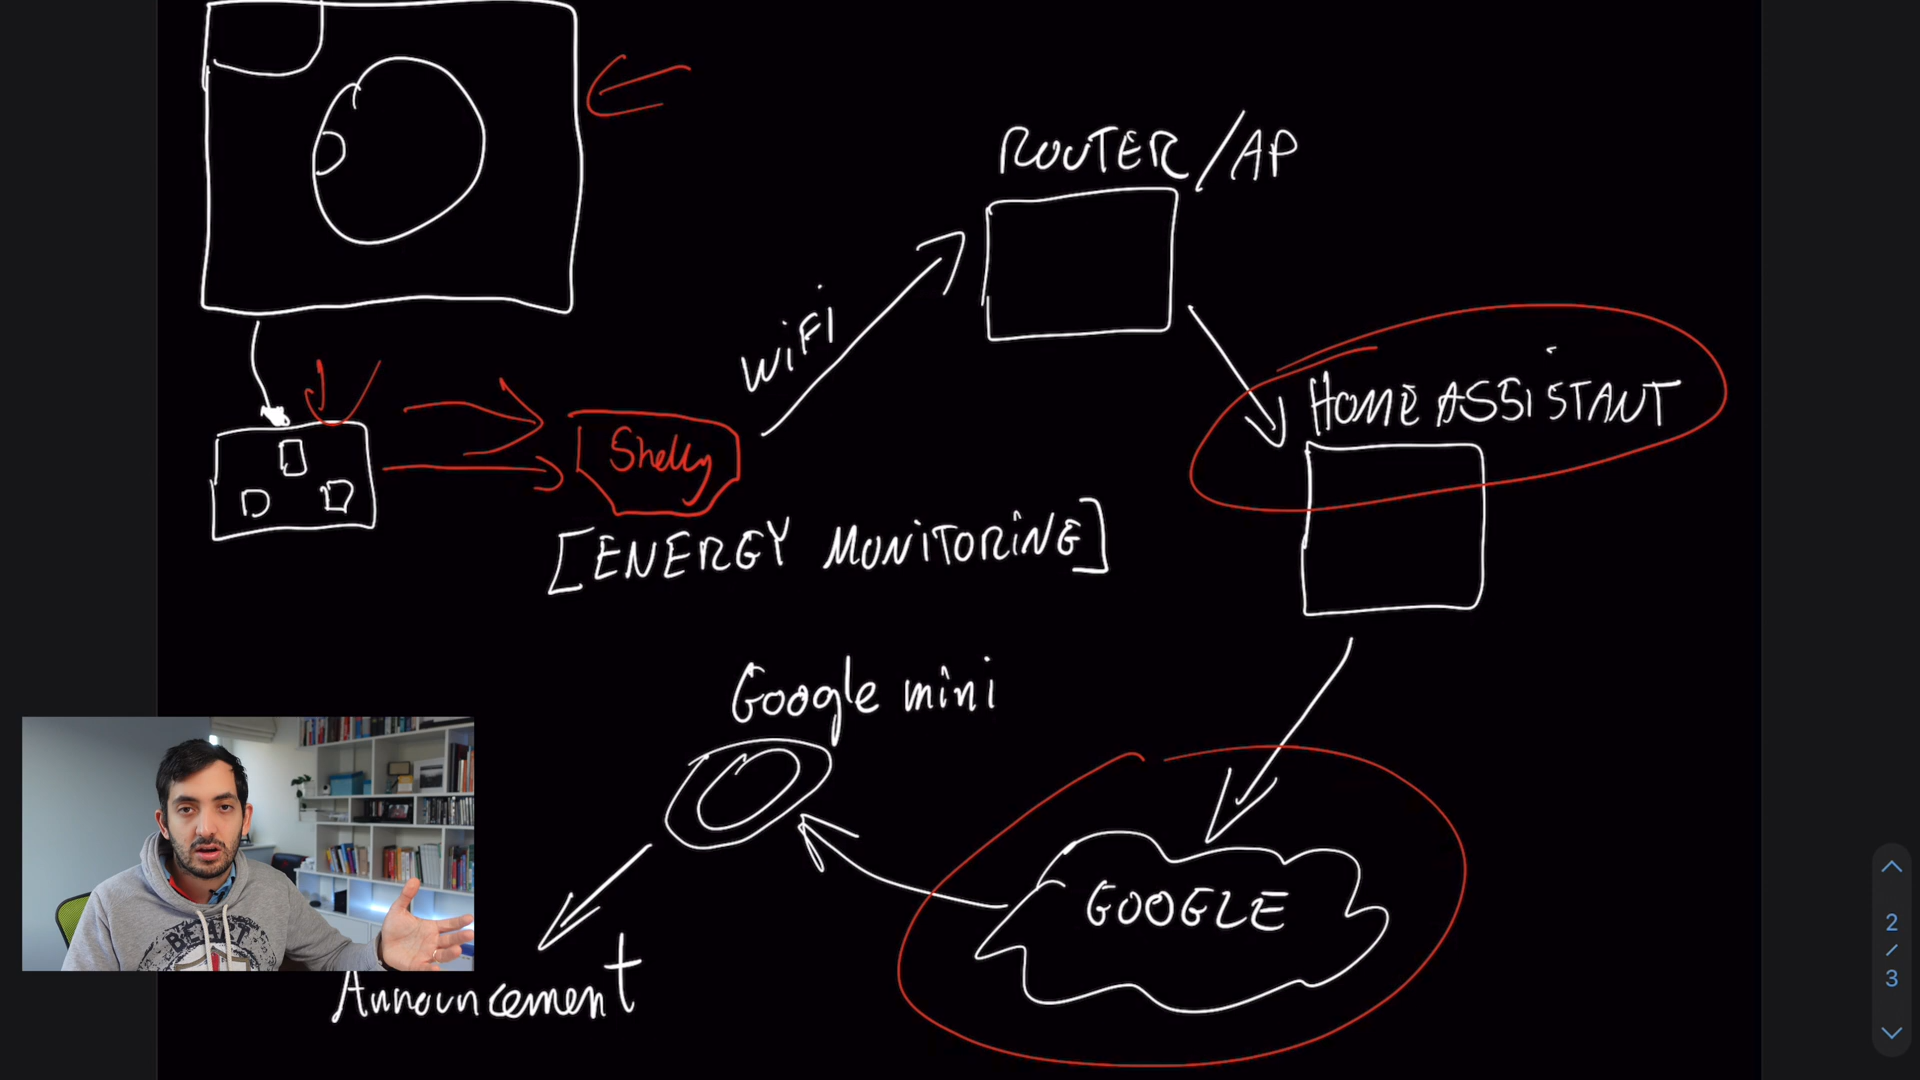 ROUTER/AP
WiFi
HOME ASSISTANT
Shelly
[ENERGY MONITORING]
Google mini
GOOGLE
Announcement
2
/
3